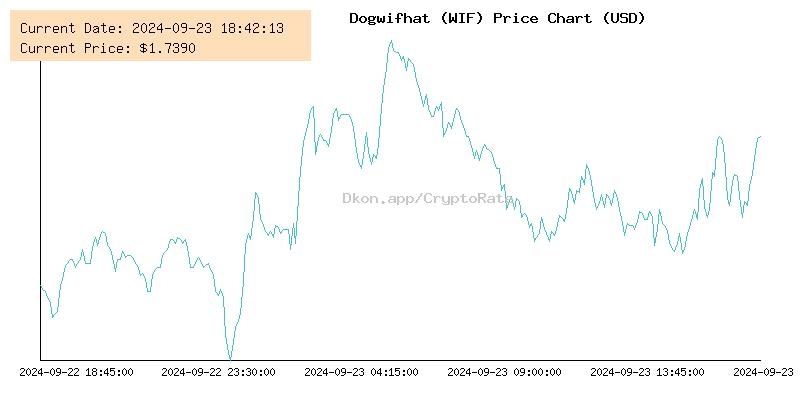 Dogwifhat (WIF) Price Chart (USD)
Current Date: 2024-09-23 18:42:13
Current Price: $1.7390
Dkon.app/CryptoRats
2024-09-22 18:45:00
2024-09-22 23:30:00
2024-09-23 04:15:00
2024-09-23 09:00:00
2024-09-23 13:45:00
2024-09-23